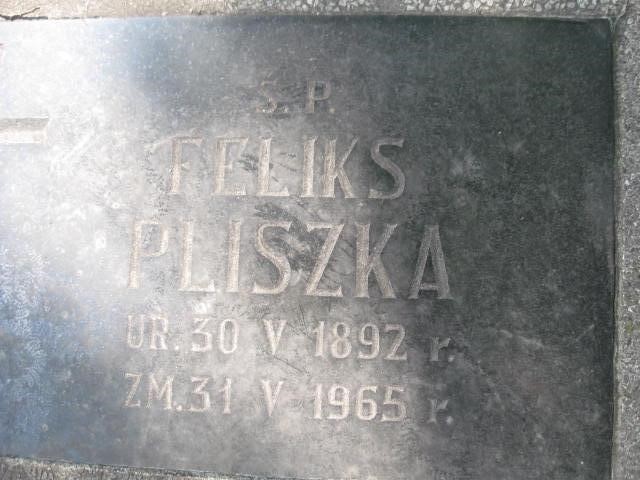 Ś.P.
FELIKS
PLISZKA
UR.30 V 1892 r.
ZM.31 V 1965 r.